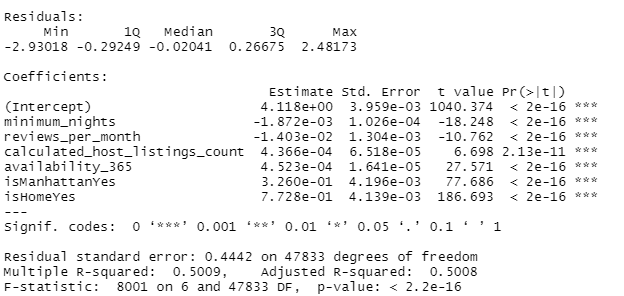 Residuals:
     Min       1Q   Median       3Q      Max
-2.93018 -0.29249 -0.02041  0.26675  2.48173

Coefficients:
                                 Estimate Std. Error  t value Pr(>|t|)
(Intercept)                     4.118e+00  3.959e-03 1040.374  < 2e-16 ***
minimum_nights                 -1.872e-03  1.026e-04  -18.248  < 2e-16 ***
reviews_per_month              -1.403e-02  1.304e-03  -10.762  < 2e-16 ***
calculated_host_listings_count  4.366e-04  6.518e-05    6.698 2.13e-11 ***
availability_365                4.523e-04  1.641e-05   27.571  < 2e-16 ***
isManhattanYes                  3.260e-01  4.196e-03   77.686  < 2e-16 ***
isHomeYes                       7.728e-01  4.139e-03  186.693  < 2e-16 ***
---
Signif. codes:  0 ‘***’ 0.001 ‘**’ 0.01 ‘*’ 0.05 ‘.’ 0.1 ‘ ’ 1

Residual standard error: 0.4442 on 47833 degrees of freedom
Multiple R-squared:  0.5009,    Adjusted R-squared:  0.5008
F-statistic:  8001 on 6 and 47833 DF,  p-value: < 2.2e-16